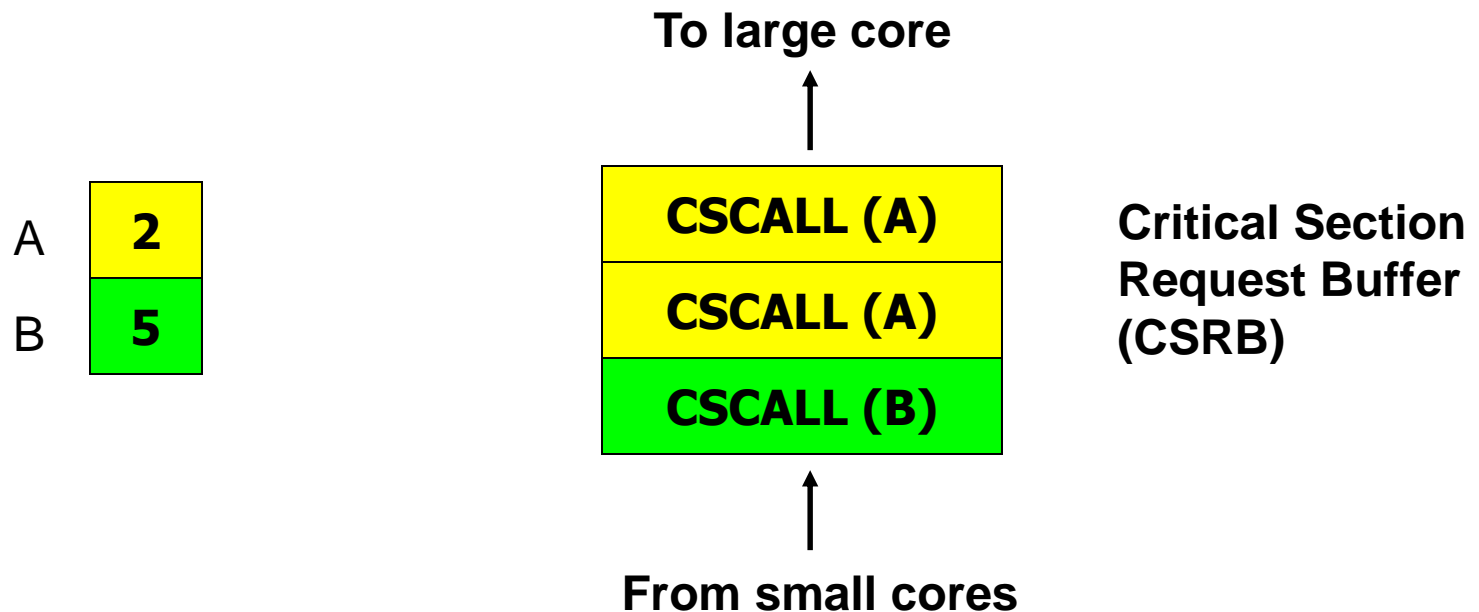 To large core
A
2
B
5
CSCALL (A)
CSCALL (A)
CSCALL (B)
Critical Section
Request Buffer
(CSRB)
From small cores